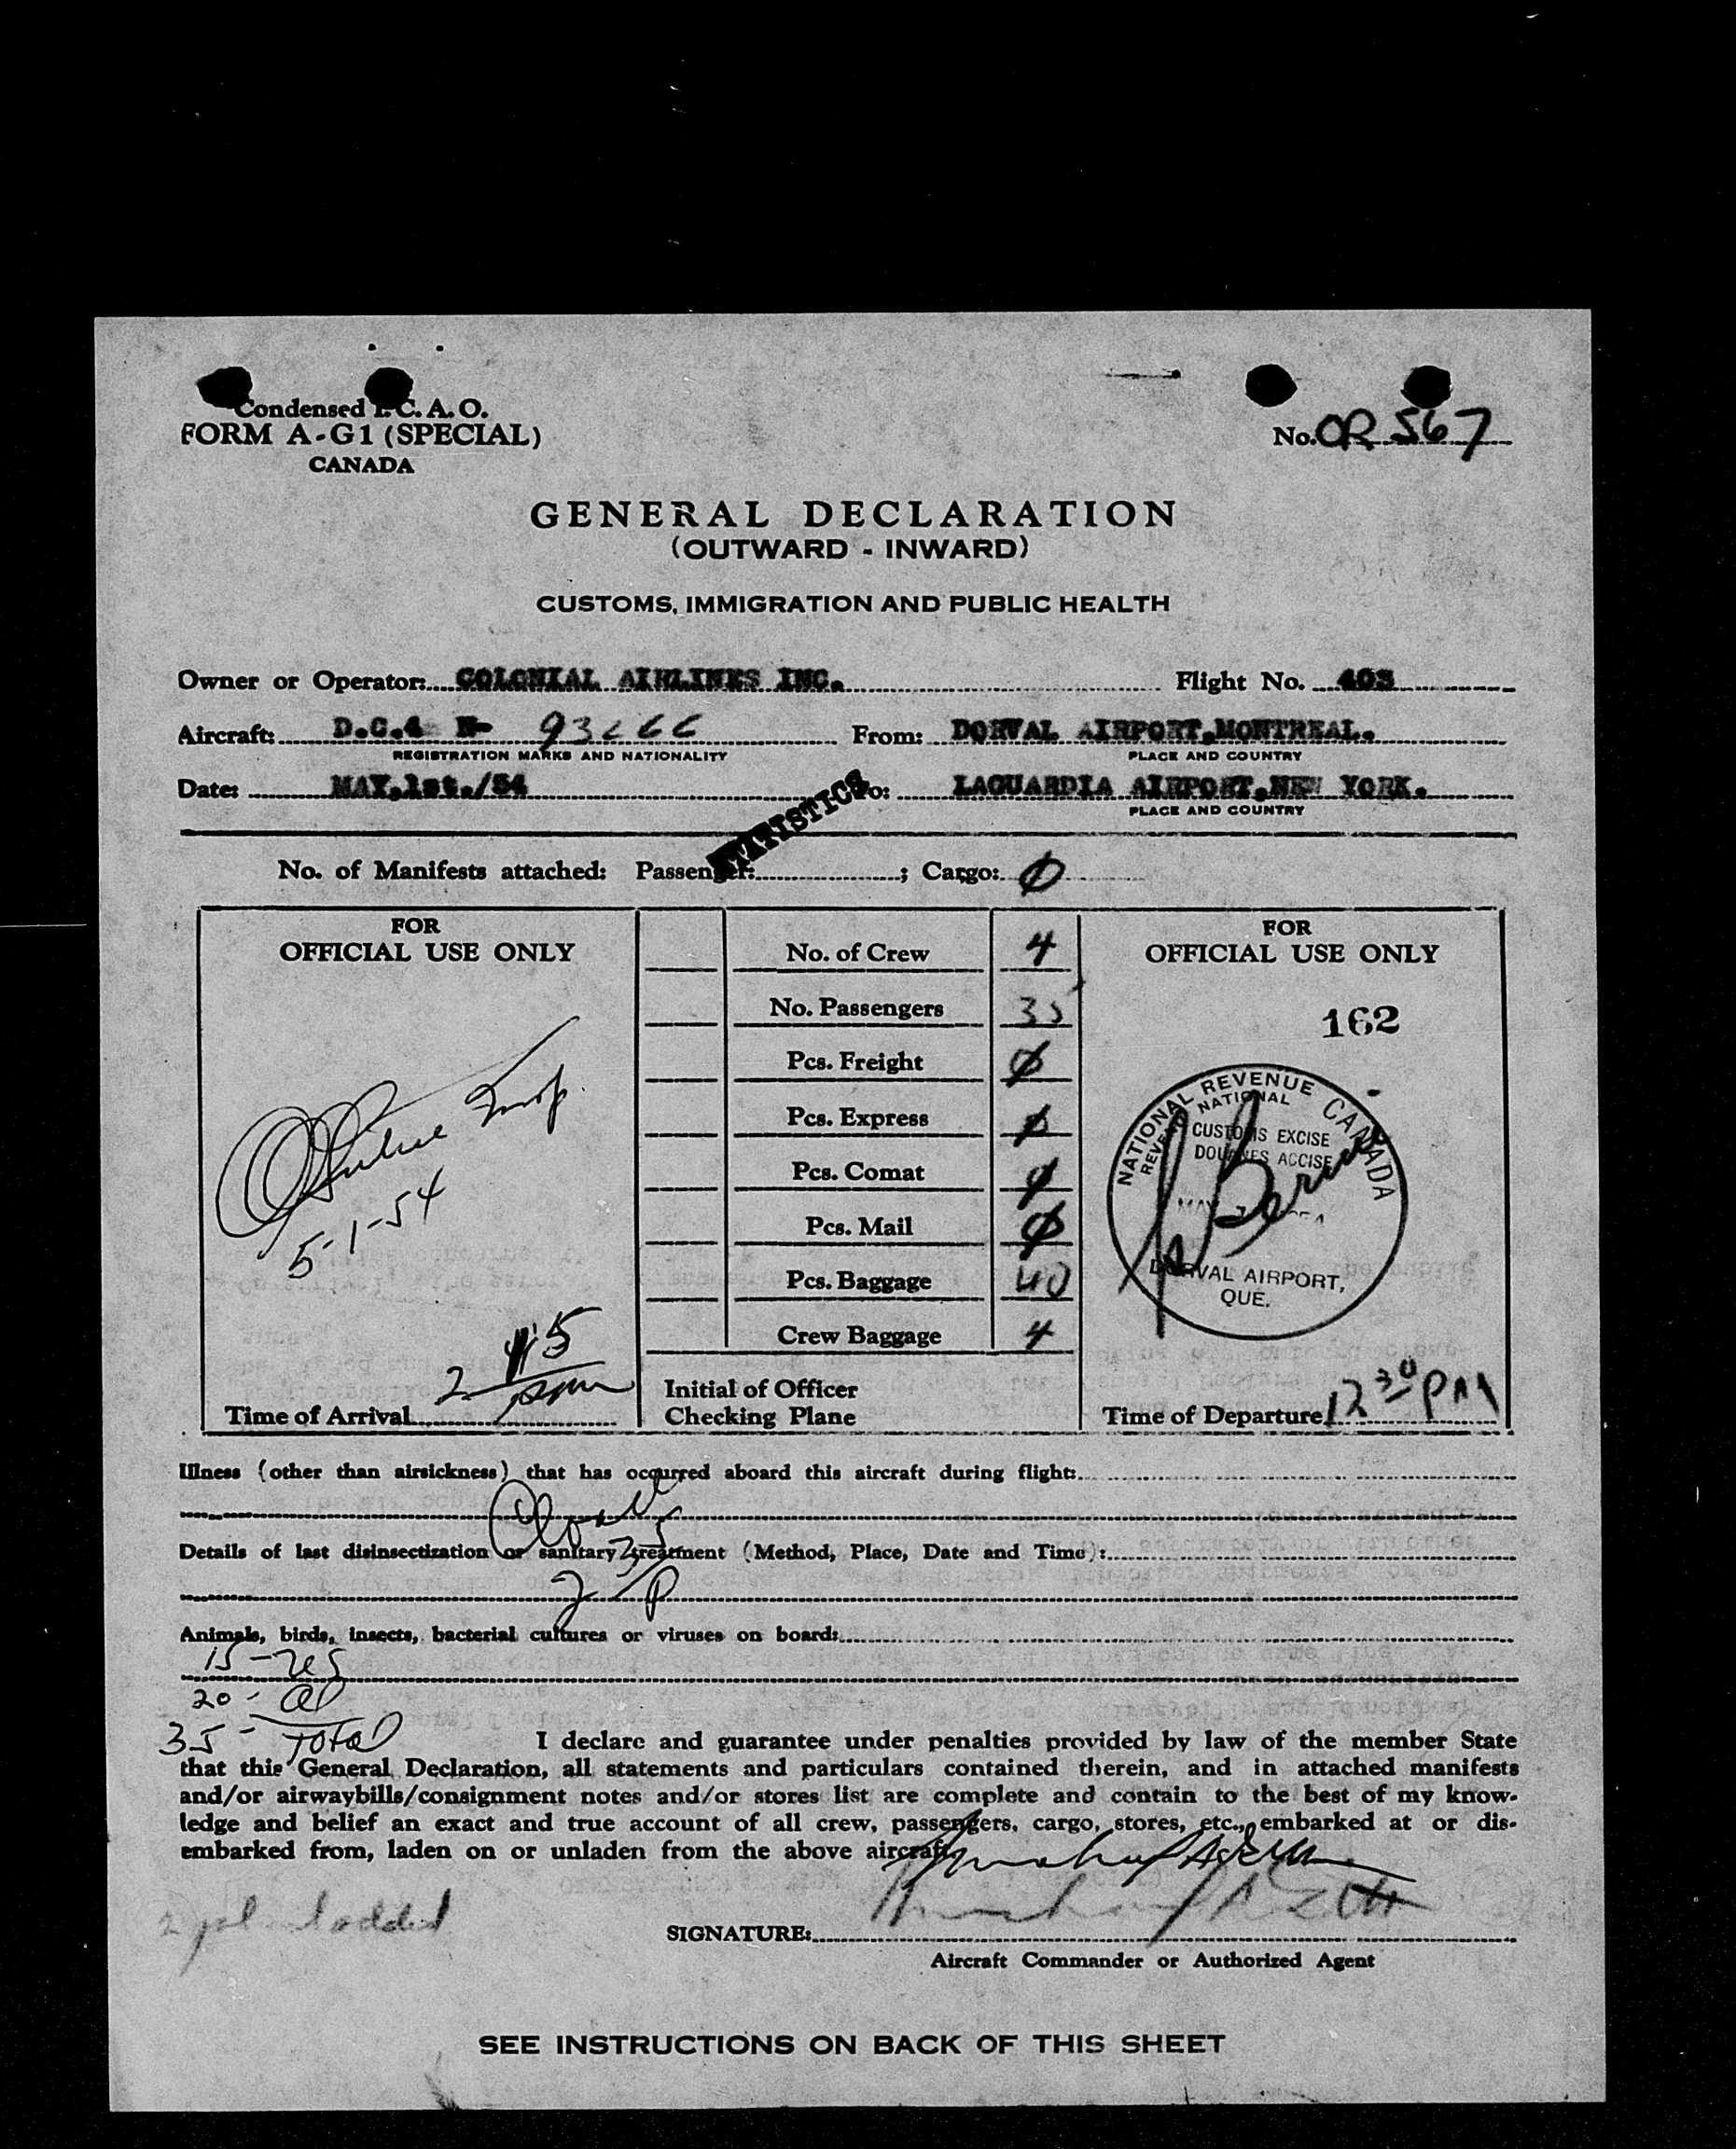 Condensed I. C. A. O.
FORM A-G1 (SPECIAL)
CANADA
No. OR 567
GENERAL DECLARATION
(OUTWARD - INWARD)
CUSTOMS, IMMIGRATION AND PUBLIC HEALTH
Owner or Operator: COLONIAL AIRLINES INC. Flight No. 403
Aircraft: D.C.4 N- 93266 From: DORVAL AIRPORT,MONTREAL.
REGISTRATION MARKS AND NATIONALITY PLACE AND COUNTRY
Date: MAY,1st./54 To: LAGUARDIA AIRPORT,NEW YORK.
PLACE AND COUNTRY
STATISTICS
No. of Manifests attached: Passenger: ; Cargo: 0
FOR
OFFICIAL USE ONLY
5-1-54
2 45 pm
Time of Arrival
No. of Crew 4
No. Passengers 35
Pcs. Freight 0
Pcs. Express 0
Pcs. Comat 0
Pcs. Mail 0
Pcs. Baggage 40
Crew Baggage 4
Initial of Officer
Checking Plane
FOR
OFFICIAL USE ONLY
162
NATIONAL REVENUE CANADA
REVENU NATIONAL
CUSTOMS EXCISE
DOUANES ACCISE
DORVAL AIRPORT,
QUE.
Time of Departure 12 30 PM
Illness (other than airsickness) that has occurred aboard this aircraft during flight:
Details of last disinsectization or sanitary treatment (Method, Place, Date and Time):
Animals, birds, insects, bacterial cultures or viruses on board:
15 - US
20 - al
35 - Total
I declare and guarantee under penalties provided by law of the member State
that this General Declaration, all statements and particulars contained therein, and in attached manifests
and/or airwaybills/consignment notes and/or stores list are complete and contain to the best of my know-
ledge and belief an exact and true account of all crew, passengers, cargo, stores, etc., embarked at or dis-
embarked from, laden on or unladen from the above aircraft.
SIGNATURE:
Aircraft Commander or Authorized Agent
SEE INSTRUCTIONS ON BACK OF THIS SHEET